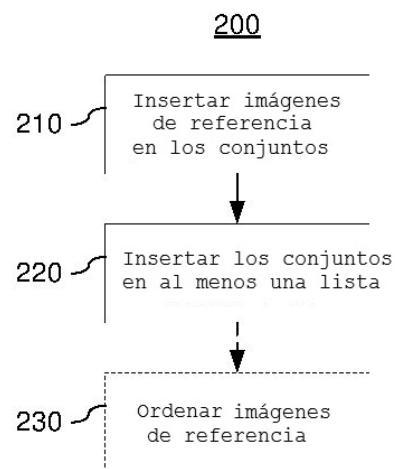 200
210
Insertar imágenes
de referencia
en los conjuntos
220
Insertar los conjuntos
en al menos una lista
230
Ordenar imágenes
de referencia